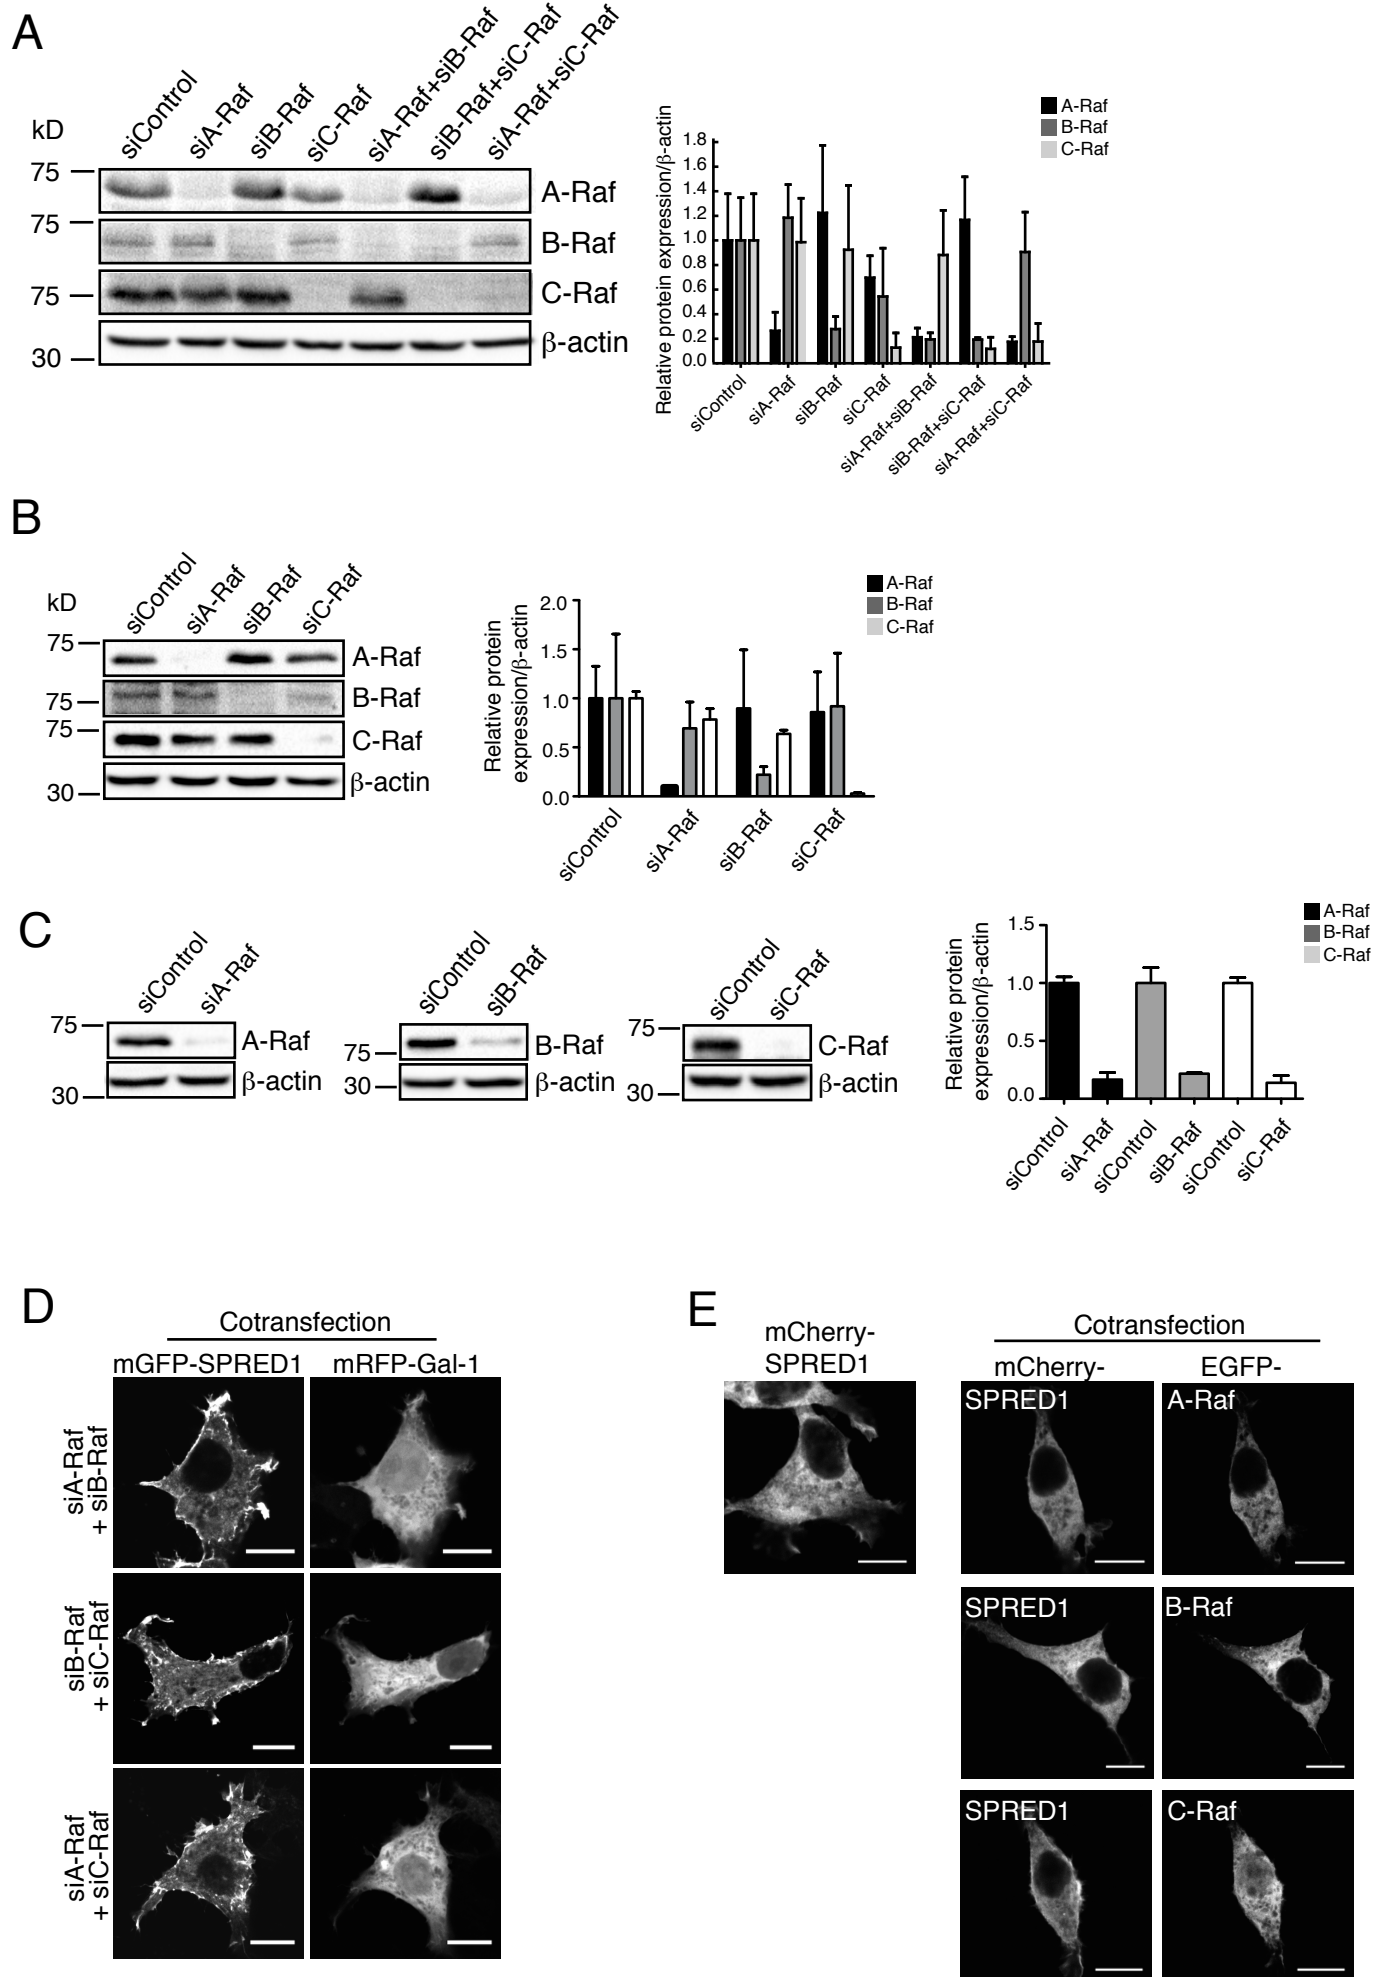 A
kD
siControl
siA-Raf
siB-Raf
siC-Raf
siA-Raf+siB-Raf
siB-Raf+siC-Raf
siA-Raf+siC-Raf
75
A-Raf
75
B-Raf
75
C-Raf
30
β-actin
Relative protein expression/β-actin
1.8
1.6
1.4
1.2
1.0
0.8
0.6
0.4
0.2
0.0
A-Raf
B-Raf
C-Raf
siControl
siA-Raf
siB-Raf
siC-Raf
siA-Raf+siB-Raf
siB-Raf+siC-Raf
siA-Raf+siC-Raf
B
kD
siControl
siA-Raf
siB-Raf
siC-Raf
75
A-Raf
75
B-Raf
75
C-Raf
30
β-actin
Relative protein
expression/β-actin
2.0
1.5
1.0
0.5
0.0
A-Raf
B-Raf
C-Raf
siControl
siA-Raf
siB-Raf
siC-Raf
C
siControl
siA-Raf
75
A-Raf
30
β-actin
siControl
siB-Raf
75
B-Raf
30
β-actin
siControl
siC-Raf
75
C-Raf
30
β-actin
Relative protein
expression/β-actin
1.5
1.0
0.5
0.0
A-Raf
B-Raf
C-Raf
siControl
siA-Raf
siControl
siB-Raf
siControl
siC-Raf
D
Cotransfection
mGFP-SPRED1
mRFP-Gal-1
siA-Raf
+ siB-Raf
siB-Raf
+ siC-Raf
siA-Raf
+ siC-Raf
E
mCherry-
SPRED1
Cotransfection
mCherry-
EGFP-
SPRED1
A-Raf
SPRED1
B-Raf
SPRED1
C-Raf